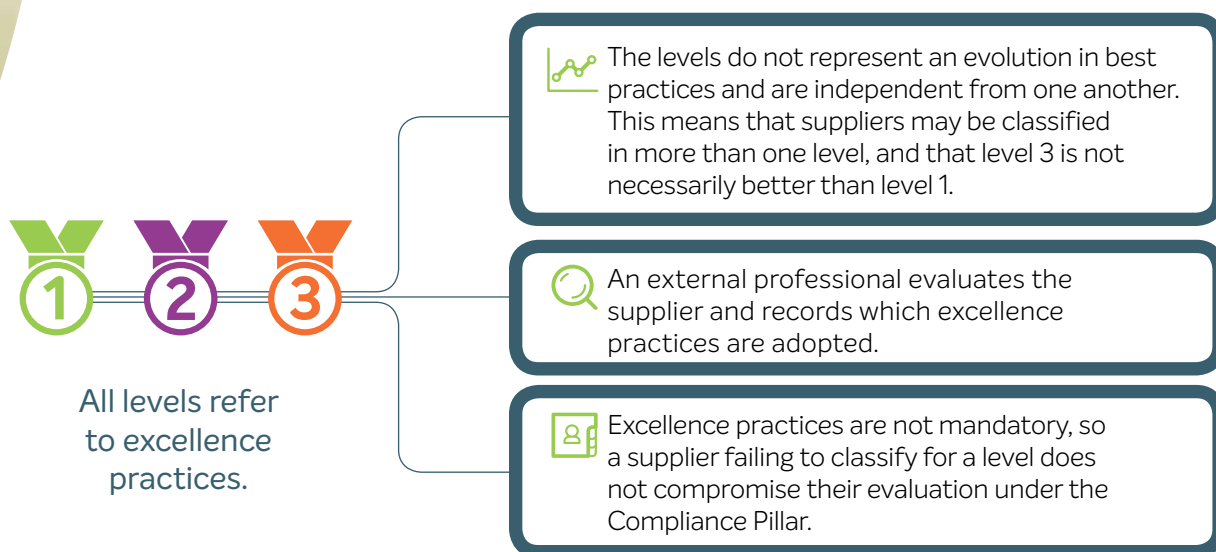 The levels do not represent an evolution in best
practices and are independent from one another.
This means that suppliers may be classified
in more than one level, and that level 3 is not
necessarily better than level 1.
1 2 3
An external professional evaluates the
supplier and records which excellence
practices are adopted.
All levels refer
to excellence
practices.
Excellence practices are not mandatory, so
a supplier failing to classify for a level does
not compromise their evaluation under the
Compliance Pillar.